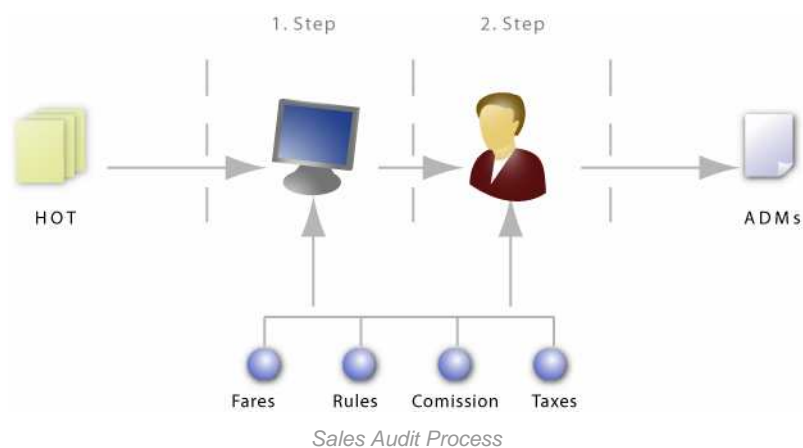 1. Step 2. Step
HOT ADMs
Fares Rules Comission Taxes
Sales Audit Process